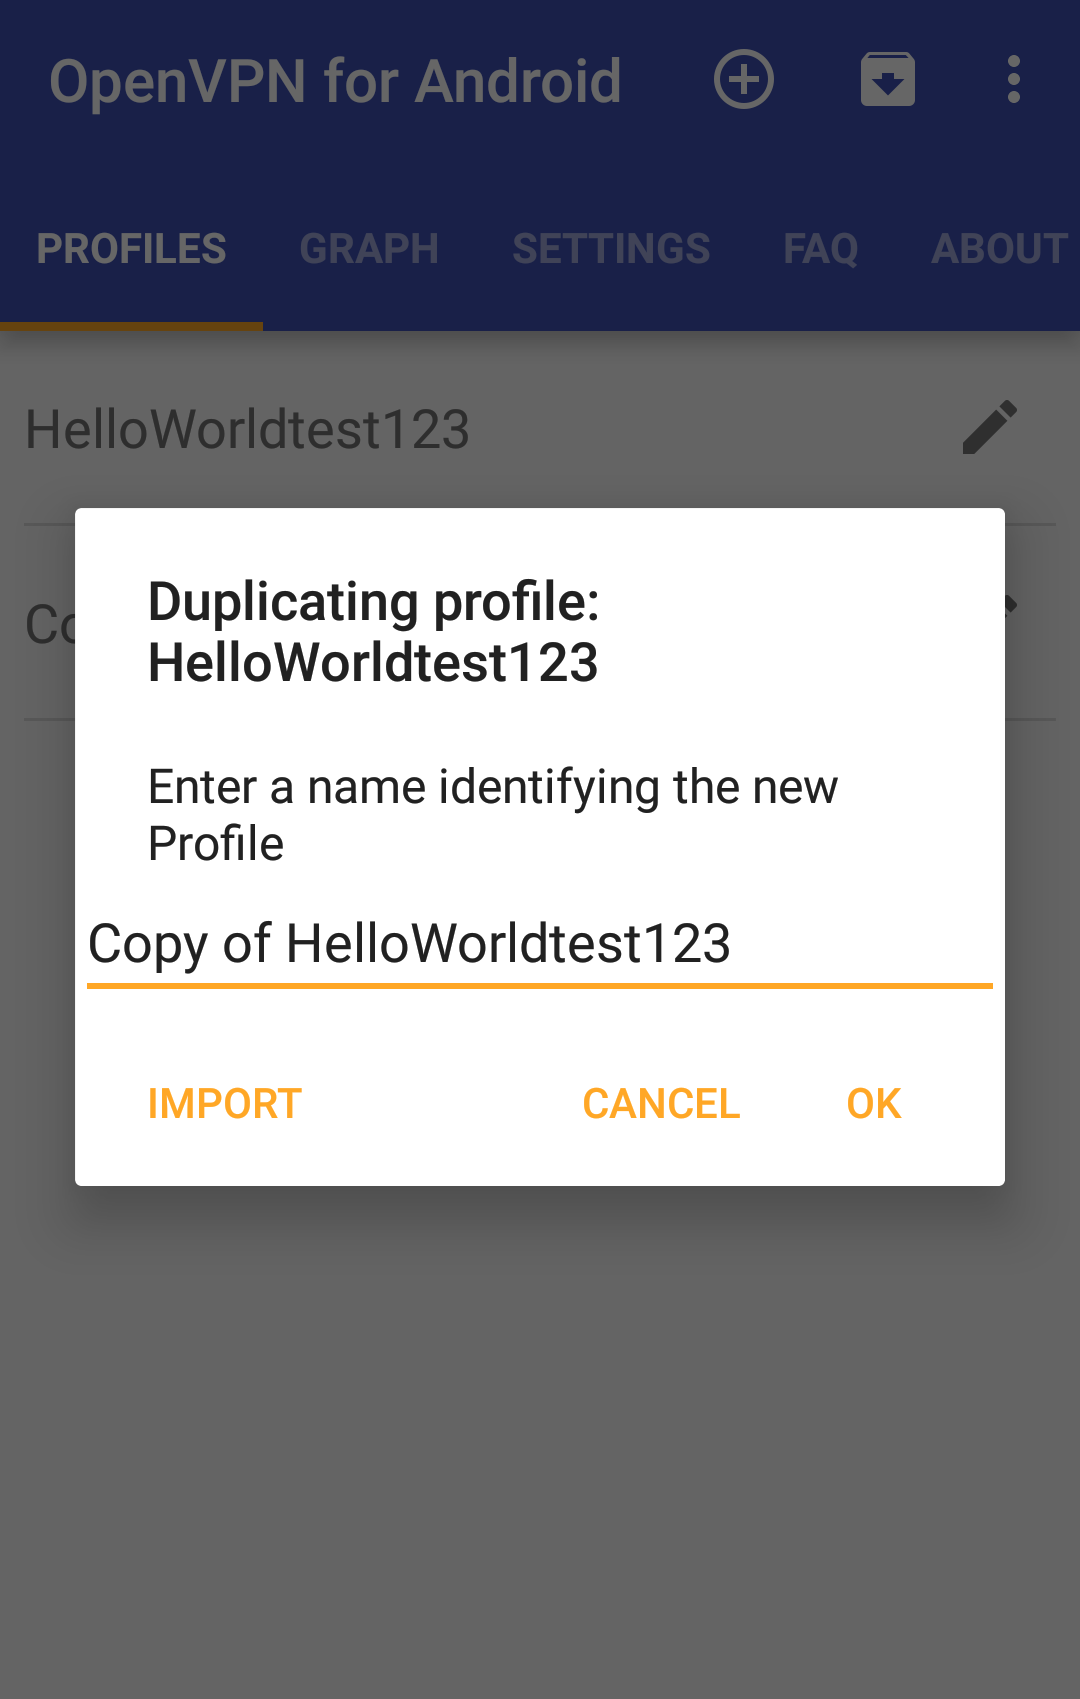 OpenVPN for Android
PROFILES GRAPH SETTINGS FAQ ABOUT
HelloWorldtest123
Duplicating profile:
HelloWorldtest123
Enter a name identifying the new
Profile
Copy of HelloWorldtest123
IMPORT CANCEL OK